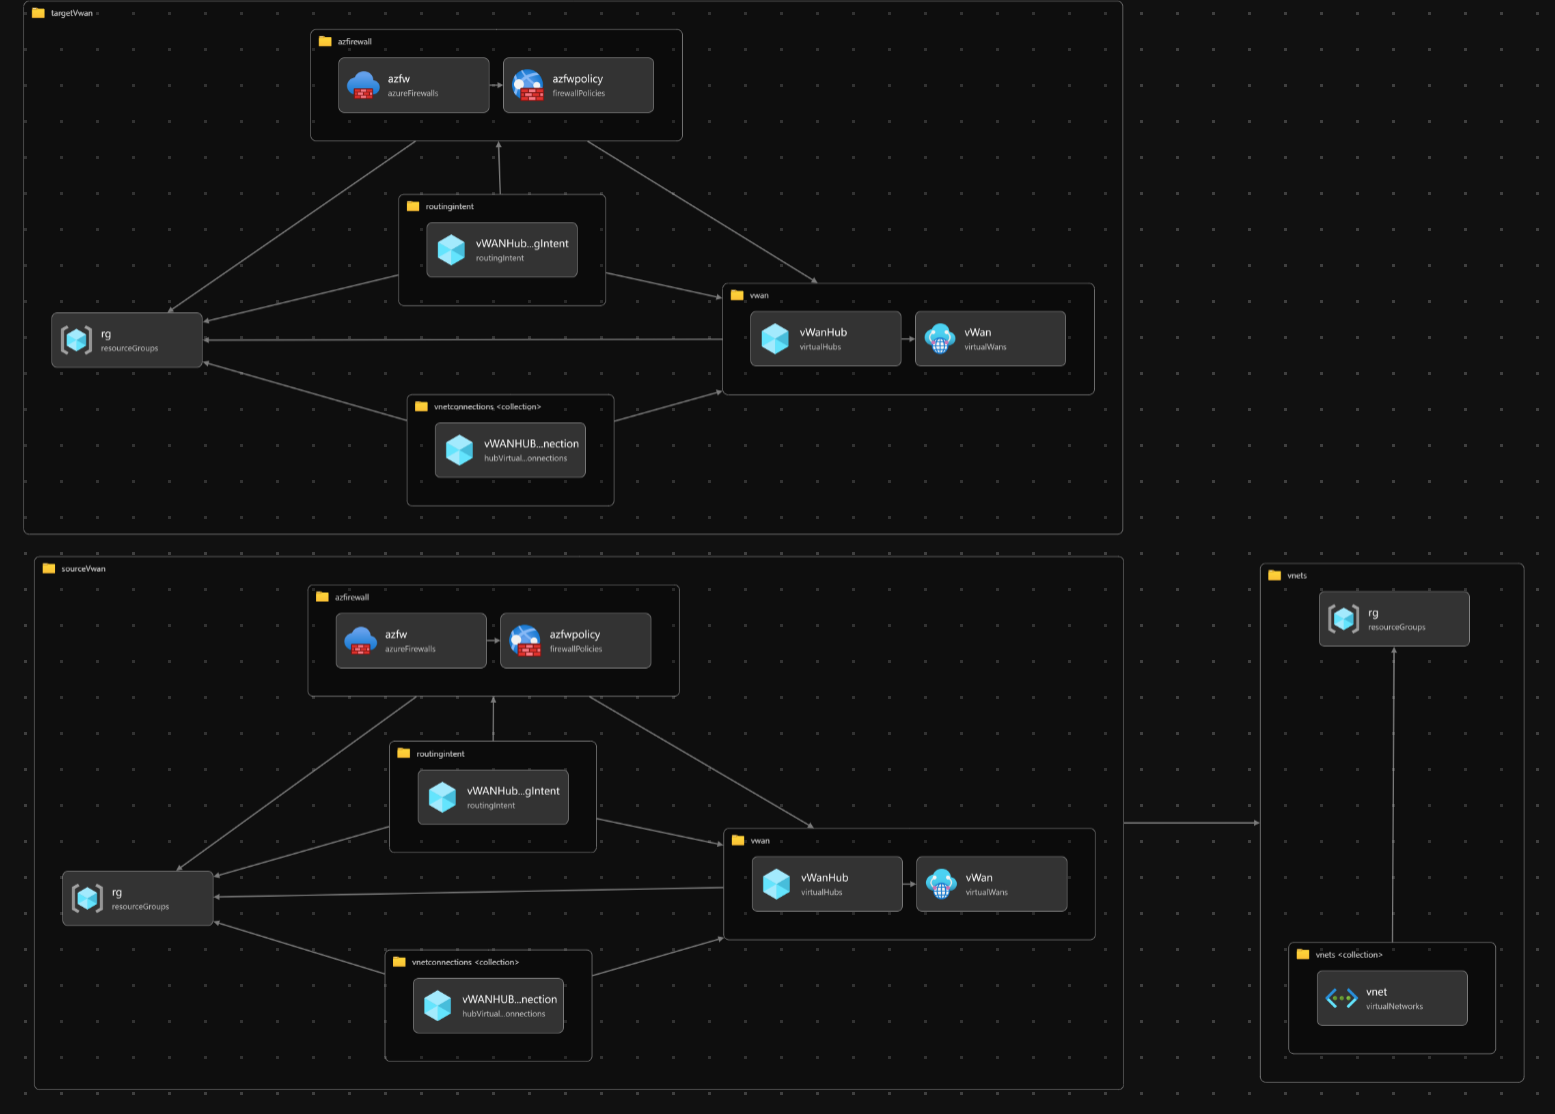 targetVwan
azfirewall
azfw
azureFirewalls
azfwpolicy
firewallPolicies
routingintent
vWANHub...gIntent
routingIntent
vwan
vWanHub
virtualHubs
vWan
virtualWans
rg
resourceGroups
vnetconnections <collection>
vWANHUB...nection
hubVirtual...onnections
sourceVwan
azfirewall
azfw
azureFirewalls
azfwpolicy
firewallPolicies
routingintent
vWANHub...gIntent
routingIntent
vwan
vWanHub
virtualHubs
vWan
virtualWans
rg
resourceGroups
vnetconnections <collection>
vWANHUB...nection
hubVirtual...onnections
vnets
rg
resourceGroups
vnets <collection>
vnet
virtualNetworks